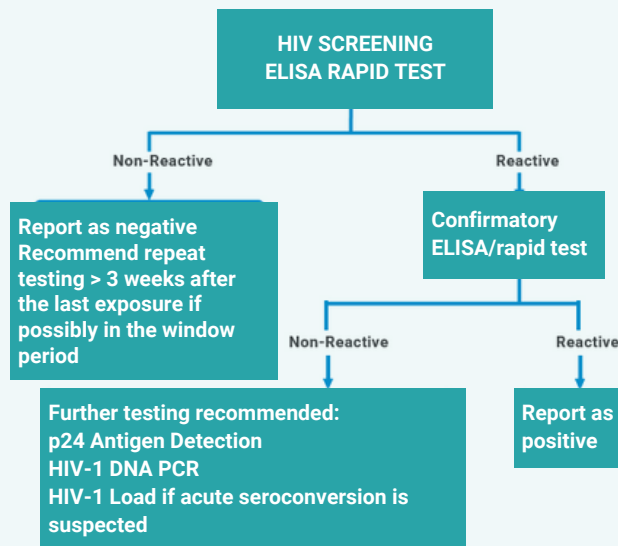 HIV SCREENING
ELISA RAPID TEST
Non-Reactive
Reactive
Report as negative
Recommend repeat
testing > 3 weeks after
the last exposure if
possibly in the window
period
Confirmatory
ELISA/rapid test
Non-Reactive
Reactive
Further testing recommended:
p24 Antigen Detection
HIV-1 DNA PCR
HIV-1 Load if acute seroconversion is
suspected
Report as
positive